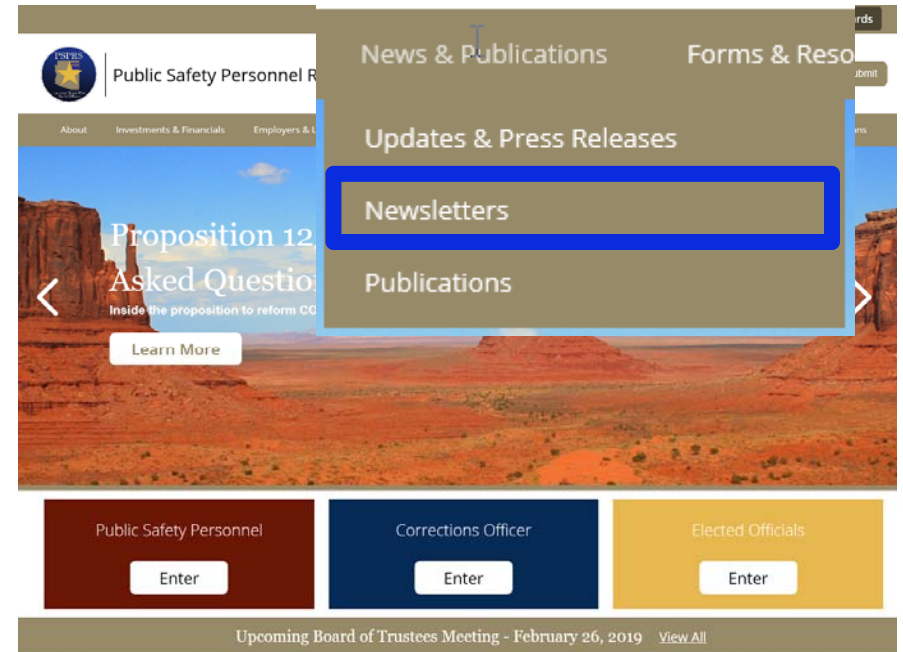 rds
PSPRS
Public Safety Personnel R
ubmit
News & Publications Forms & Reso
About Investments & Financials Employers & L
ns
Updates & Press Releases
Newsletters
Publications
Proposition 12
Asked Questio
Inside the proposition to reform CO
Learn More
Public Safety Personnel
Enter
Corrections Officer
Enter
Elected Officials
Enter
Upcoming Board of Trustees Meeting - February 26, 2019 View All